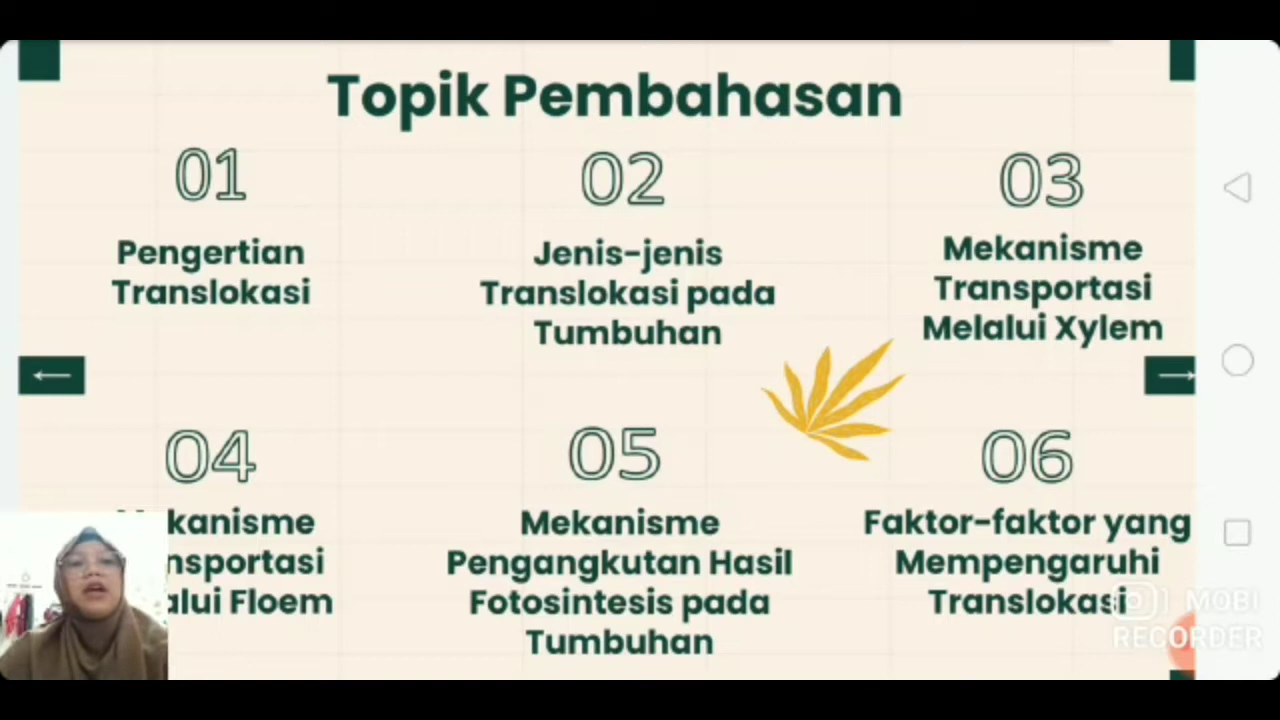 Topik Pembahasan
01
Pengertian
Translokasi
02
Jenis-jenis
Translokasi pada
Tumbuhan
03
Mekanisme
Transportasi
Melalui Xylem
04
kanisme
nsportasi
alui Floem
05
Mekanisme
Pengangkutan Hasil
Fotosintesis pada
Tumbuhan
06
Faktor-faktor yang
Mempengaruhi
Translokasi
MOBI
RECORDER